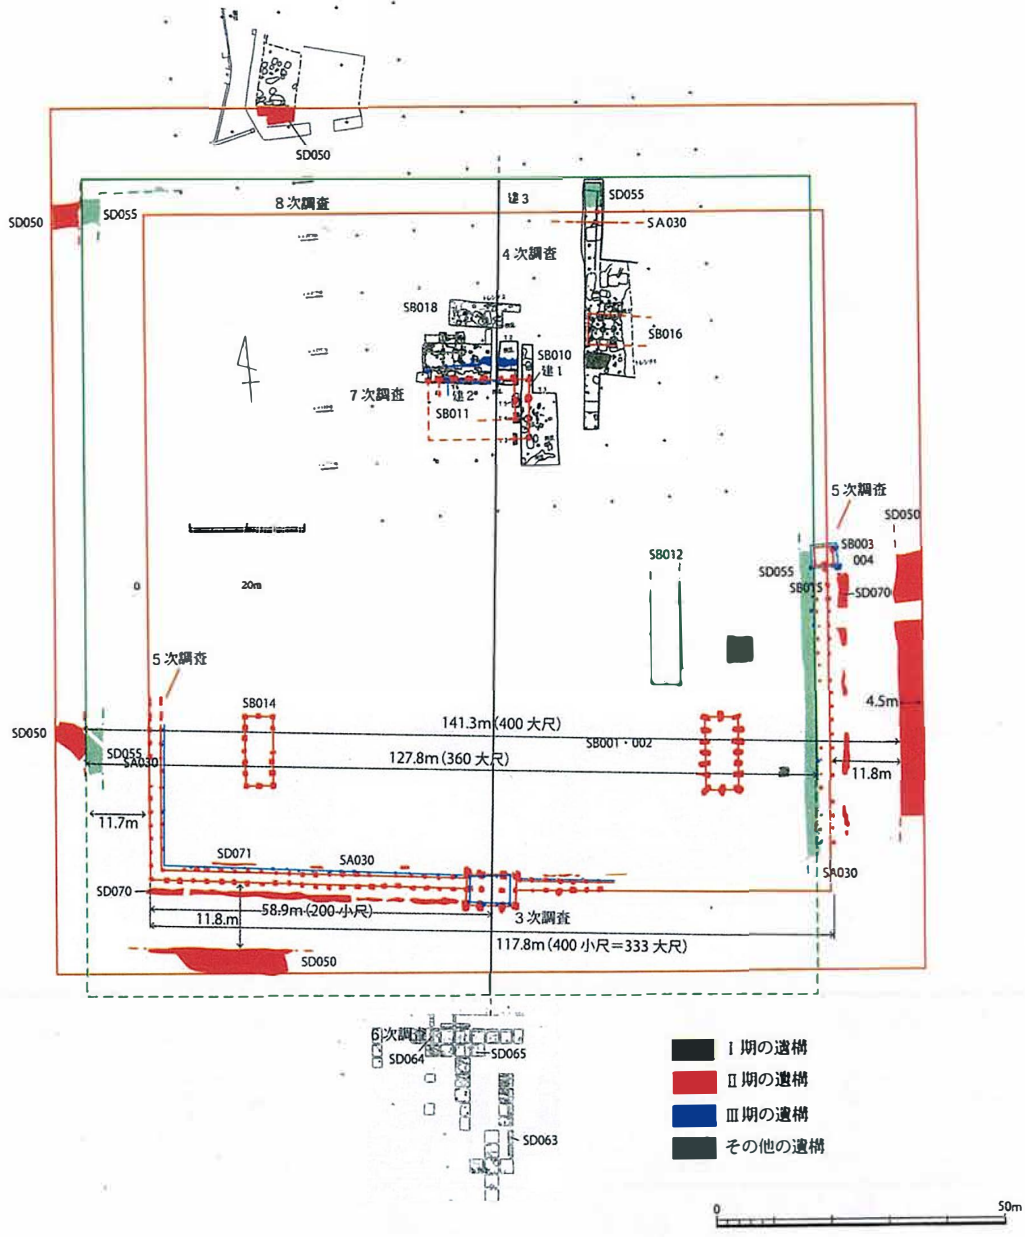 SD050
SD050
SD055
8次調査
建3
SD055
SA030
4次調査
SB018
SB016
SB010
建1
7次調査
建2
SB011
5次調査
SD050
SB003
004
SB012
SD055
SB015
SD070
0
20m
5次調査
SB014
4.5m
141.3m(400大尺)
SD050
SB001・002
SD055
SA030
127.8m(360大尺)
11.8m
11.7m
SD071
SA030
SA030
SD070
58.9m(200小尺)
11.8.m
3次調査
117.8m(400小尺=333大尺)
SD050
6次調査
SD064
SD065
SD063
Ⅰ期の遺構
Ⅱ期の遺構
Ⅲ期の遺構
その他の遺構
0
50m